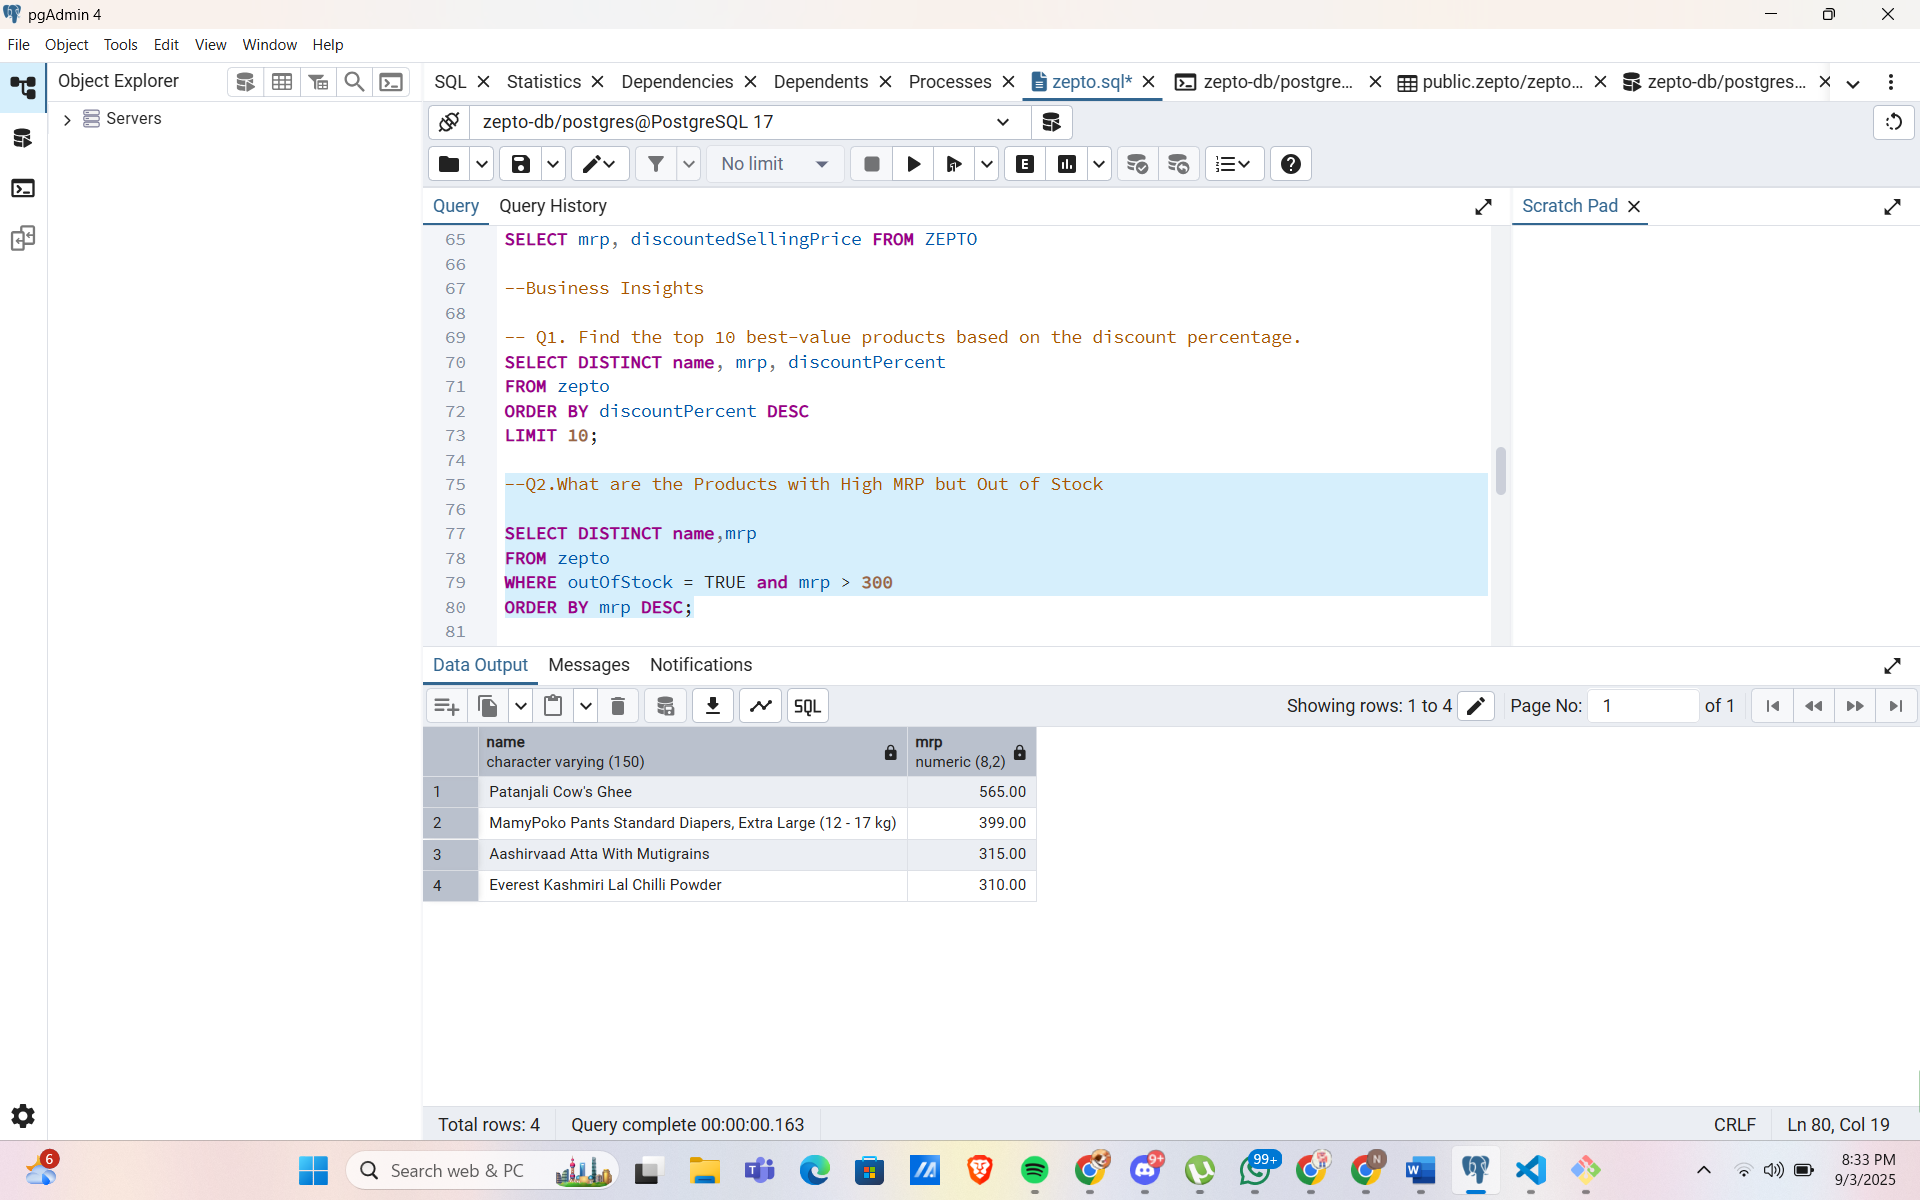 pgAdmin 4
File Object Tools Edit View Window Help
Object Explorer
SQL Statistics Dependencies Dependents Processes zepto.sql* zepto-db/postgre... public.zepto/zepto... zepto-db/postgres...
Servers
zepto-db/postgres@PostgreSQL 17
No limit
E
Query Query History
Scratch Pad
65 SELECT mrp, discountedSellingPrice FROM ZEPTO
66
67 --Business Insights
68
69 -- Q1. Find the top 10 best-value products based on the discount percentage.
70 SELECT DISTINCT name, mrp, discountPercent
71 FROM zepto
72 ORDER BY discountPercent DESC
73 LIMIT 10;
74
75 --Q2.What are the Products with High MRP but Out of Stock
76
77 SELECT DISTINCT name,mrp
78 FROM zepto
79 WHERE outOfStock = TRUE and mrp > 300
80 ORDER BY mrp DESC;
81
Data Output Messages Notifications
SQL
Showing rows: 1 to 4 Page No: 1 of 1
name mrp
character varying (150) numeric (8,2)
1 Patanjali Cow's Ghee 565.00
2 MamyPoko Pants Standard Diapers, Extra Large (12 - 17 kg) 399.00
3 Aashirvaad Atta With Mutigrains 315.00
4 Everest Kashmiri Lal Chilli Powder 310.00
Total rows: 4 Query complete 00:00:00.163 CRLF Ln 80, Col 19
6
Search web & PC
9+
99+
N
8:33 PM
9/3/2025